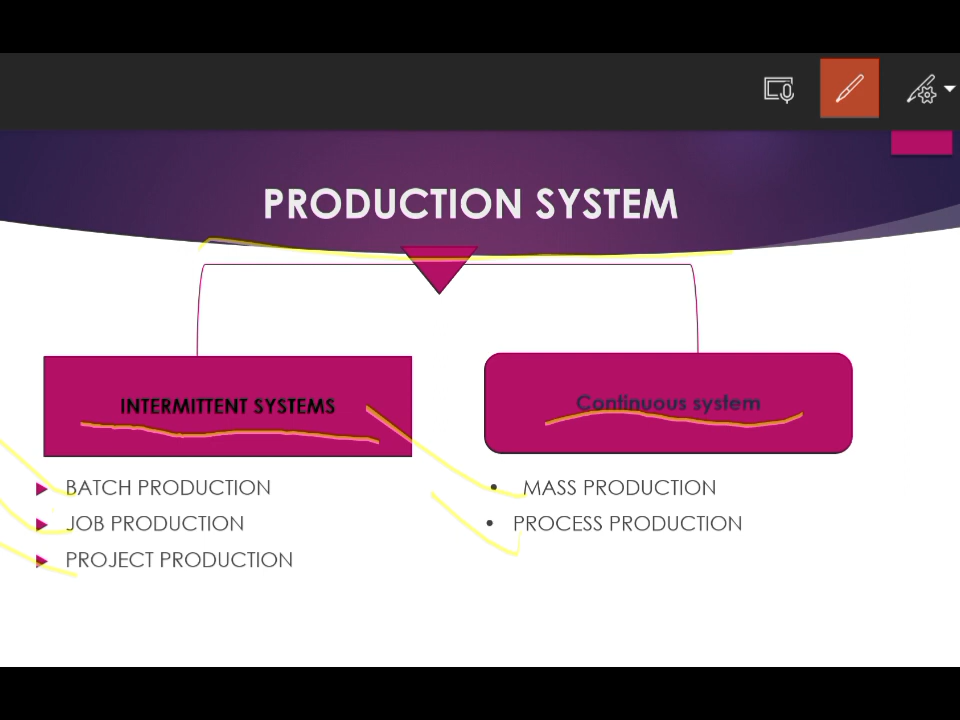 PRODUCTION SYSTEM
INTERMITTENT SYSTEMS
Continuous system
BATCH PRODUCTION
JOB PRODUCTION
PROJECT PRODUCTION
MASS PRODUCTION
PROCESS PRODUCTION